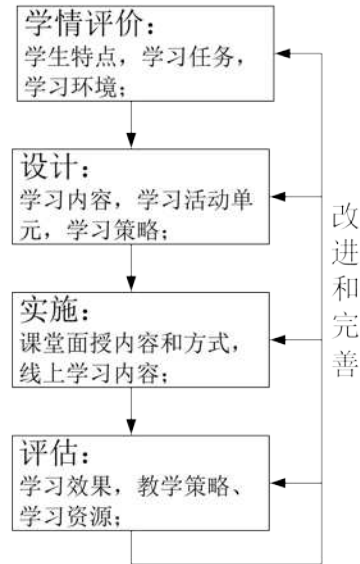 学情评价：
学生特点，学习任务，
学习环境；
设计：
学习内容，学习活动单
元，学习策略；
实施：
课堂面授内容和方式，
线上学习内容；
评估：
学习效果，教学策略、
学习资源；
改进和完善